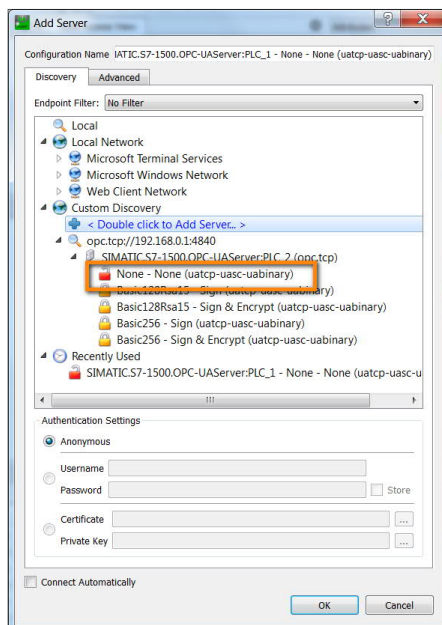 Add Server
Configuration Name IATIC.S7-1500.OPC-UAServer:PLC_1 - None - None (uatcp-uasc-uabinary)
Discovery Advanced
Endpoint Filter: No Filter
Local
Local Network
Microsoft Terminal Services
Microsoft Windows Network
Web Client Network
Custom Discovery
< Double click to Add Server... >
opc.tcp://192.168.0.1:4840
SIMATIC.S7-1500.OPC-UAServer:PLC_2 (opc.tcp)
None - None (uatcp-uasc-uabinary)
Basic128Rsa15 - Sign (uatcp-uasc-uabinary)
Basic128Rsa15 - Sign & Encrypt (uatcp-uasc-uabinary)
Basic256 - Sign (uatcp-uasc-uabinary)
Basic256 - Sign & Encrypt (uatcp-uasc-uabinary)
Recently Used
SIMATIC.S7-1500.OPC-UAServer:PLC_1 - None - None (uatcp-uasc-u
Authentication Settings
Anonymous
Username
Password Store
Certificate ...
Private Key ...
Connect Automatically
OK Cancel